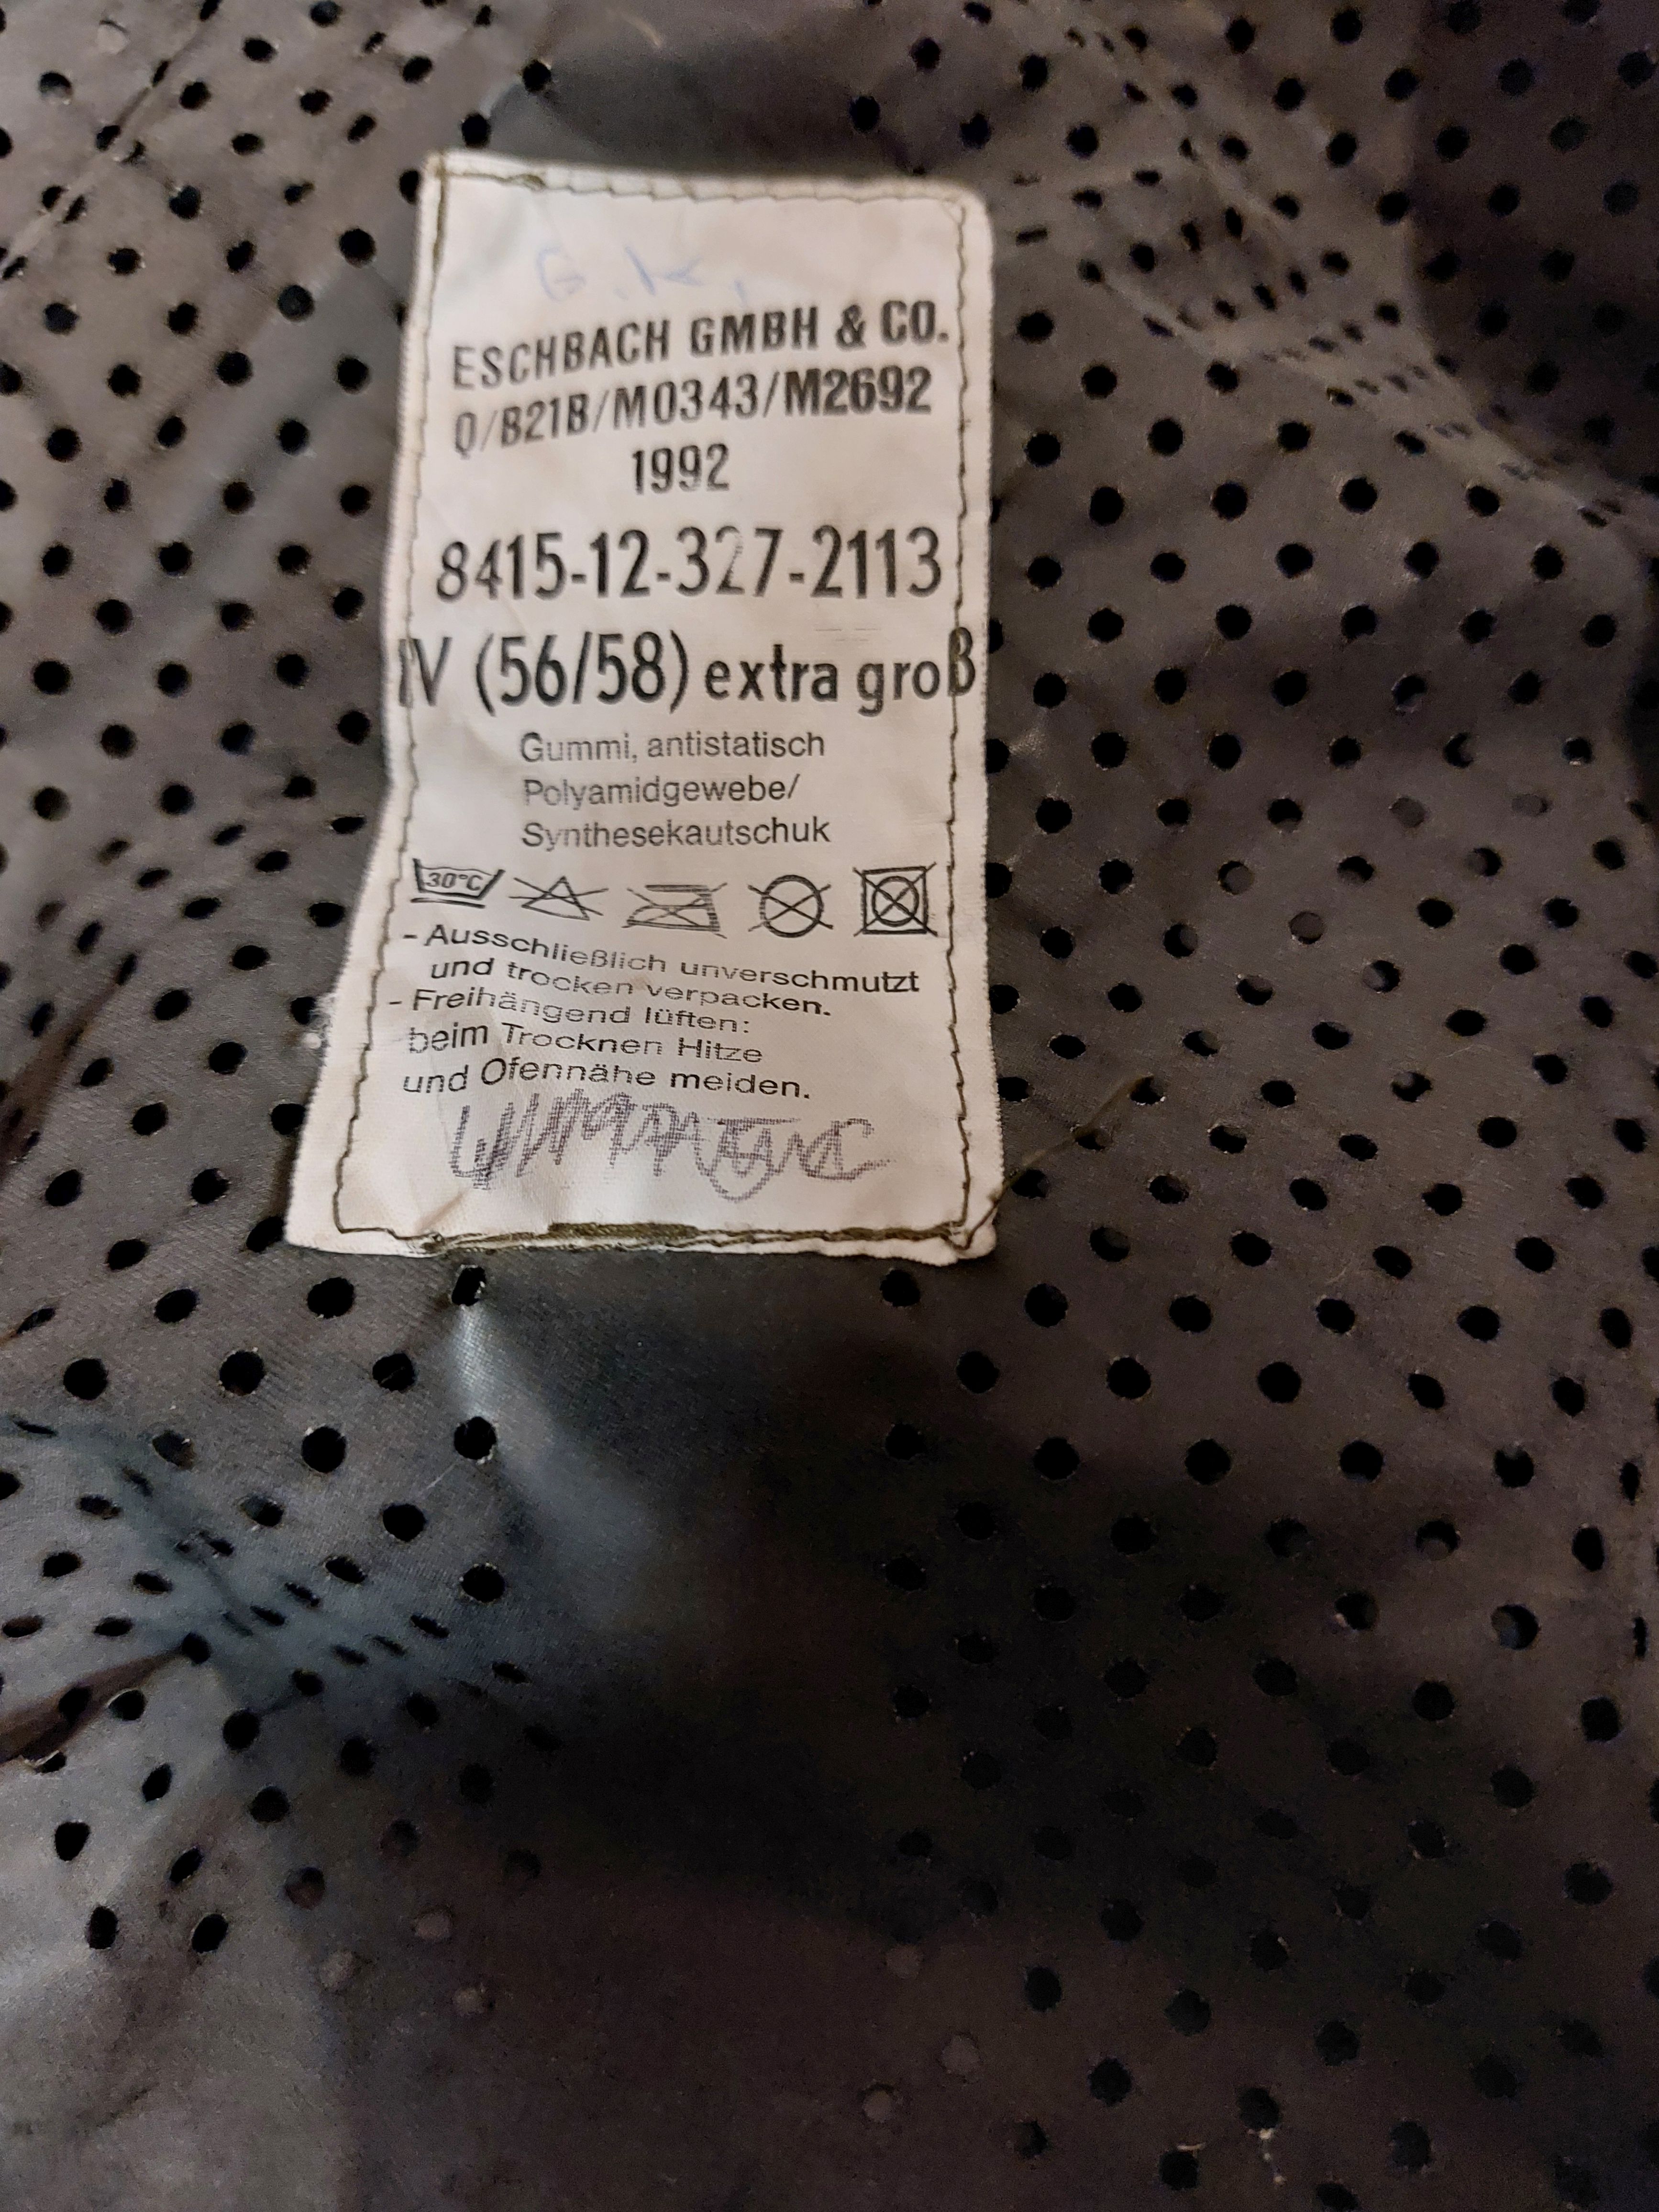 G.K.
ESCHBACH GMBH & CO.
Q/B21B/M0343/M2692
1992
8415-12-327-2113
IV (56/58) extra groß
Gummi, antistatisch
Polyamidgewebe/
Synthesekautschuk
30°C
- Ausschließlich unverschmutzt
und trocken verpacken.
- Freihängend lüften:
beim Trocknen Hitze
und Ofennähe meiden.